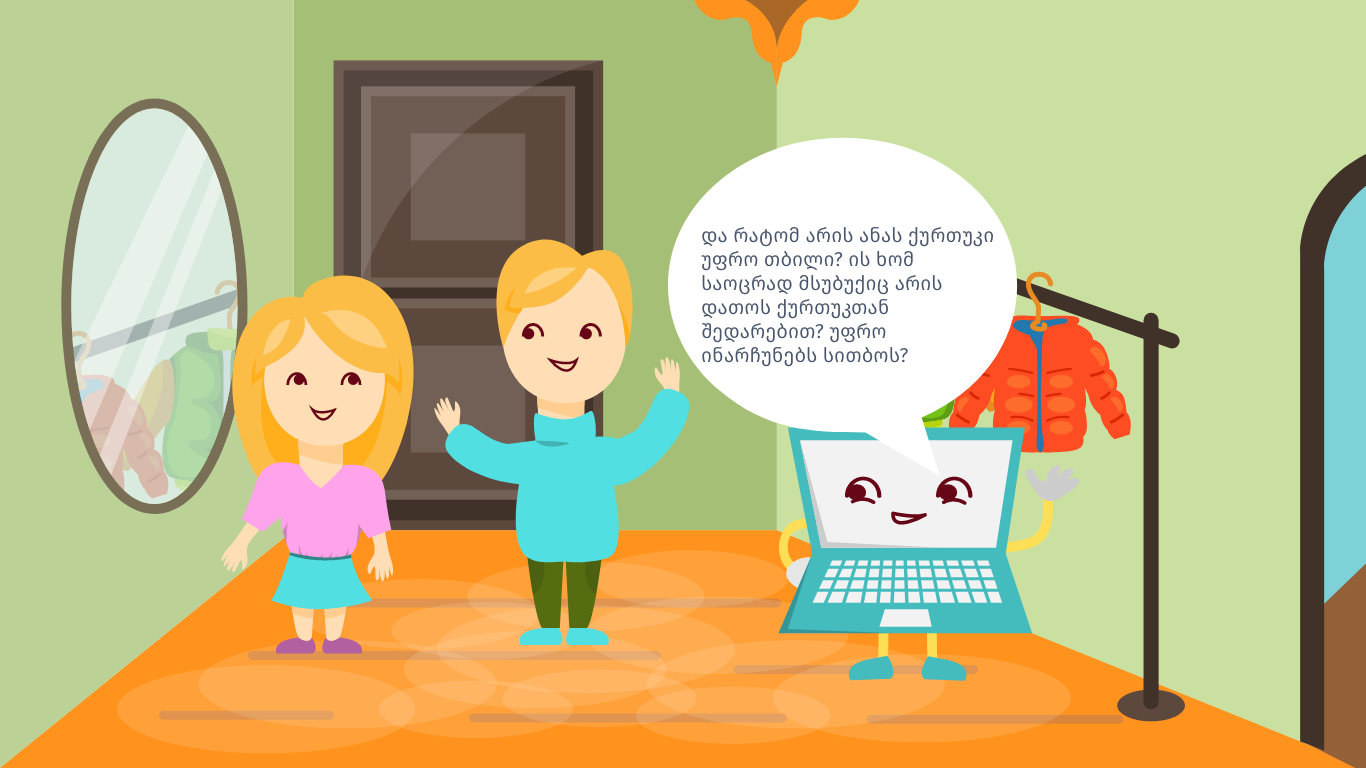 და რატომ არის ანას ქურთუკი
უფრო თბილი? ის ხომ
საოცრად მსუბუქიც არის
დათოს ქურთუკთან
შედარებით? უფრო
ინარჩუნებს სითბოს?